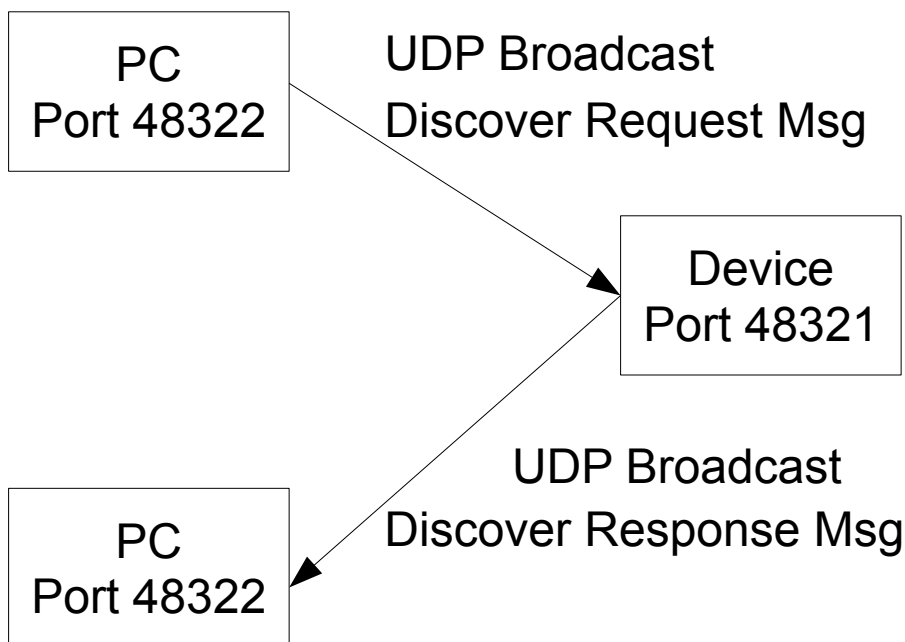 PC
Port 48322
UDP Broadcast
Discover Request Msg
Device
Port 48321
UDP Broadcast
Discover Response Msg
PC
Port 48322